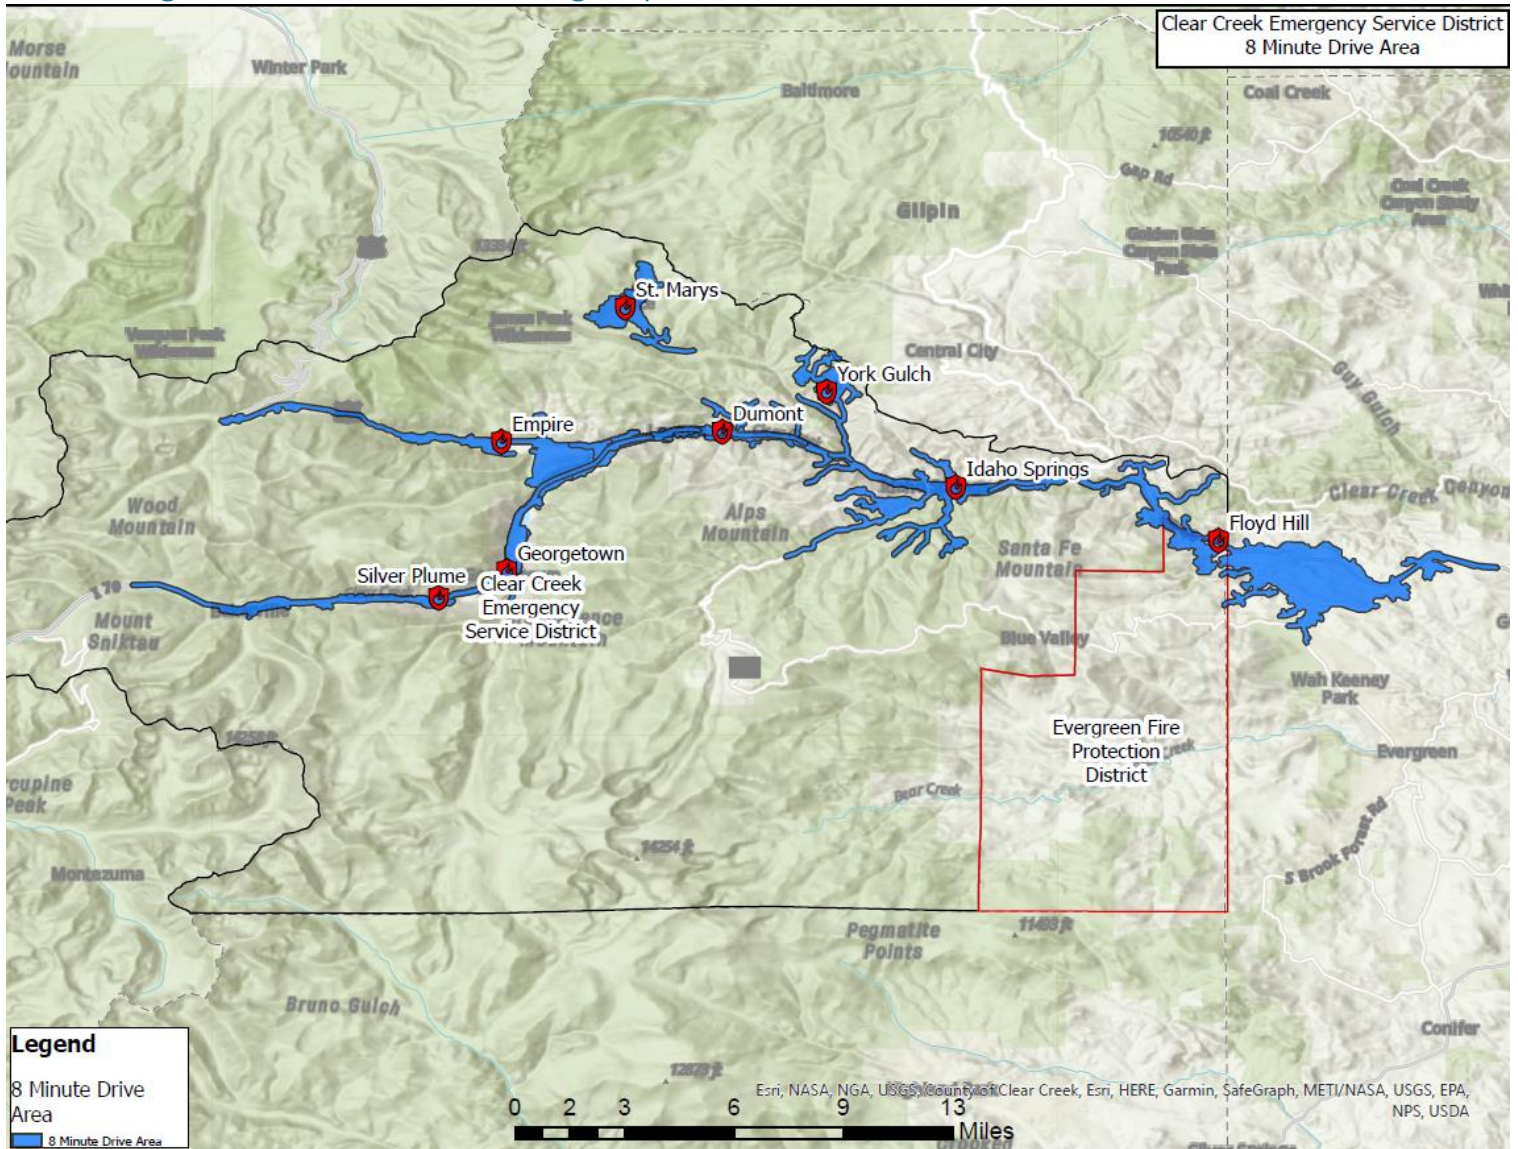 Clear Creek Emergency Service District
8 Minute Drive Area
Morse
Mountain
Winter Park
Baltimore
Coal Creek
10540 ft
Gap Rd
Coal Creek
Canyon Study
Area
Gilpin
Golden Gate
Canyon State
Park
13394 ft
St. Marys
James Peak
Wilderness
Vasquez Peak
Wilderness
Central City
Guy Gulch
York Gulch
Empire
Dumont
Idaho Springs
Clear Creek Canyon
Wood
Mountain
Alps
Mountain
Floyd Hill
Santa Fe
Mountain
Georgetown
Silver Plume
Clear Creek
Emergency
Service District
I 70
Mount
Sniktau
Blue Valley
Wah Keeney
Park
Evergreen Fire
Protection
District
Creek
Evergreen
Bear Creek
rcupine
Peak
14254 ft
S Brook Forest Rd
Montezuma
Pegmatite
Points
11493 ft
Bruno Gulch
Conifer
Legend
8 Minute Drive
Area
8 Minute Drive Area
Esri, NASA, NGA, USGS, County of Clear Creek, Esri, HERE, Garmin, SafeGraph, METI/NASA, USGS, EPA,
NPS, USDA
0 2 3 6 9 13
Miles